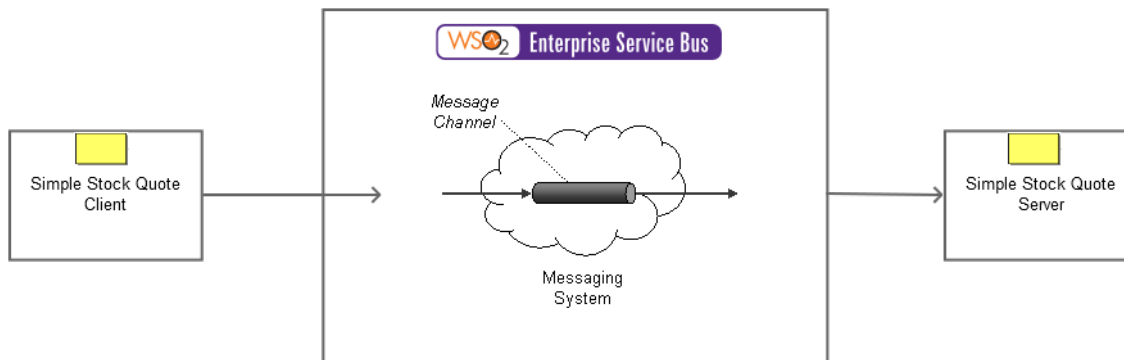 WSO2 Enterprise Service Bus
Message
Channel
Simple Stock Quote
Client
Simple Stock Quote
Server
Messaging
System